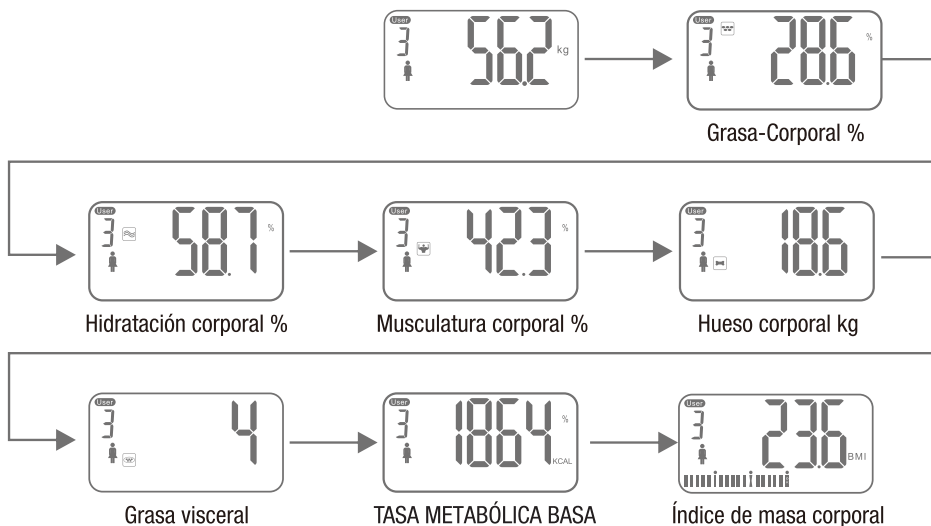 User
3
56.2 kg
User
3
28.6 %
Grasa-Corporal %
User
3
58.7 %
Hidratación corporal %
User
3
42.3 %
Musculatura corporal %
User
3
18.6
Hueso corporal kg
User
3
4
Grasa visceral
User
3
1864 %
KCAL
TASA METABÓLICA BASA
User
3
23.6 BMI
Índice de masa corporal